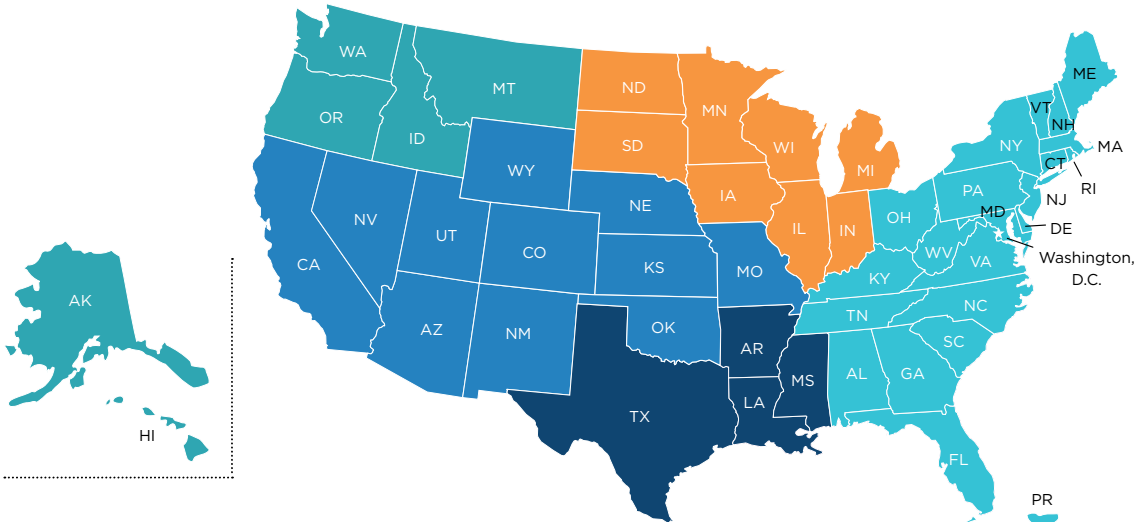 WA
MT
ND
MN
ME
VT
NH
OR
ID
SD
WI
MI
NY
MA
CT
RI
WY
IA
PA
NJ
NE
OH
MD
DE
NV
UT
CO
IL
IN
WV
VA
Washington,
D.C.
CA
KS
MO
KY
AK
AZ
NM
OK
AR
TN
NC
SC
TX
LA
MS
AL
GA
HI
FL
PR